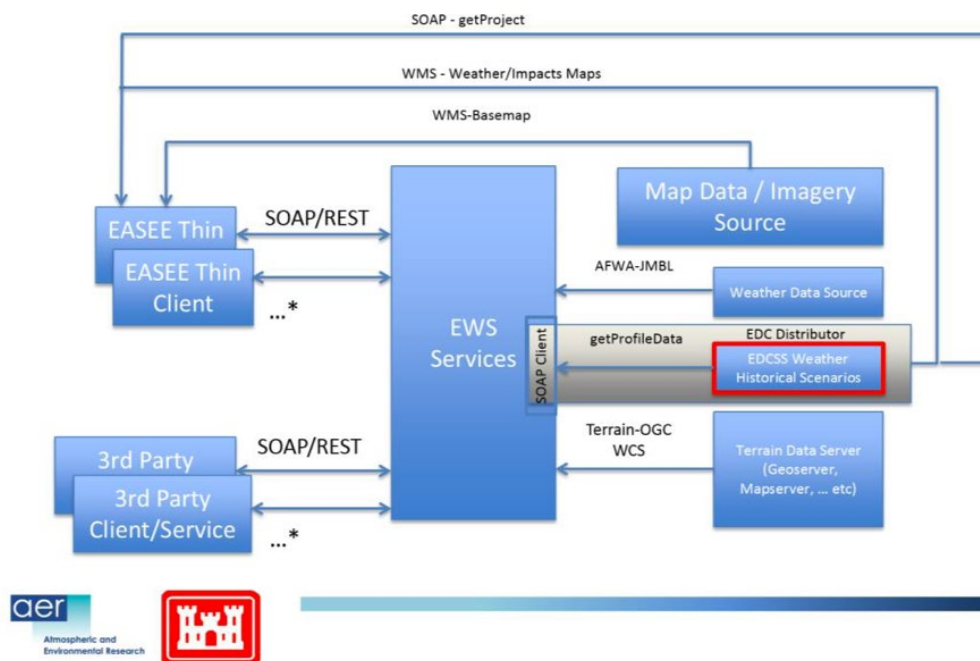 SOAP - getProject
WMS - Weather/Impacts Maps
WMS-Basemap
Map Data / Imagery
Source
EASEE Thin
SOAP/REST
EASEE Thin
Client
...*
EWS
Services
AFWA-JMBL
Weather Data Source
SOAP Client
getProfileData
EDC Distributor
EDCSS Weather
Historical Scenarios
Terrain-OGC
WCS
Terrain Data Server
(Geoserver,
Mapserver, ... etc)
3rd Party
SOAP/REST
3rd Party
Client/Service
...*
aer
Atmospheric and
Environmental Research